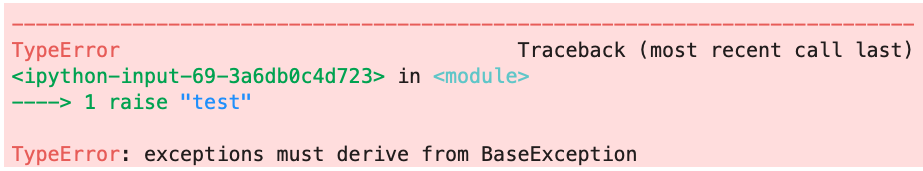 ---------------------------------------------------------------------------
TypeError                                 Traceback (most recent call last)
<ipython-input-69-3a6db0c4d723> in <module>
----> 1 raise "test"

TypeError: exceptions must derive from BaseException